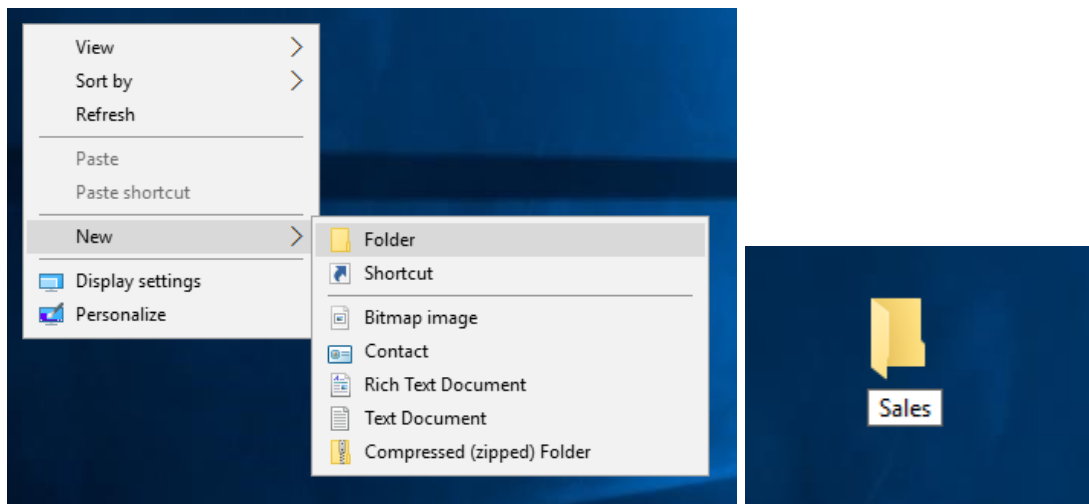 View
Sort by
Refresh
Paste
Paste shortcut
New
Display settings
Personalize
Folder
Shortcut
Bitmap image
Contact
Rich Text Document
Text Document
Compressed (zipped) Folder
Sales